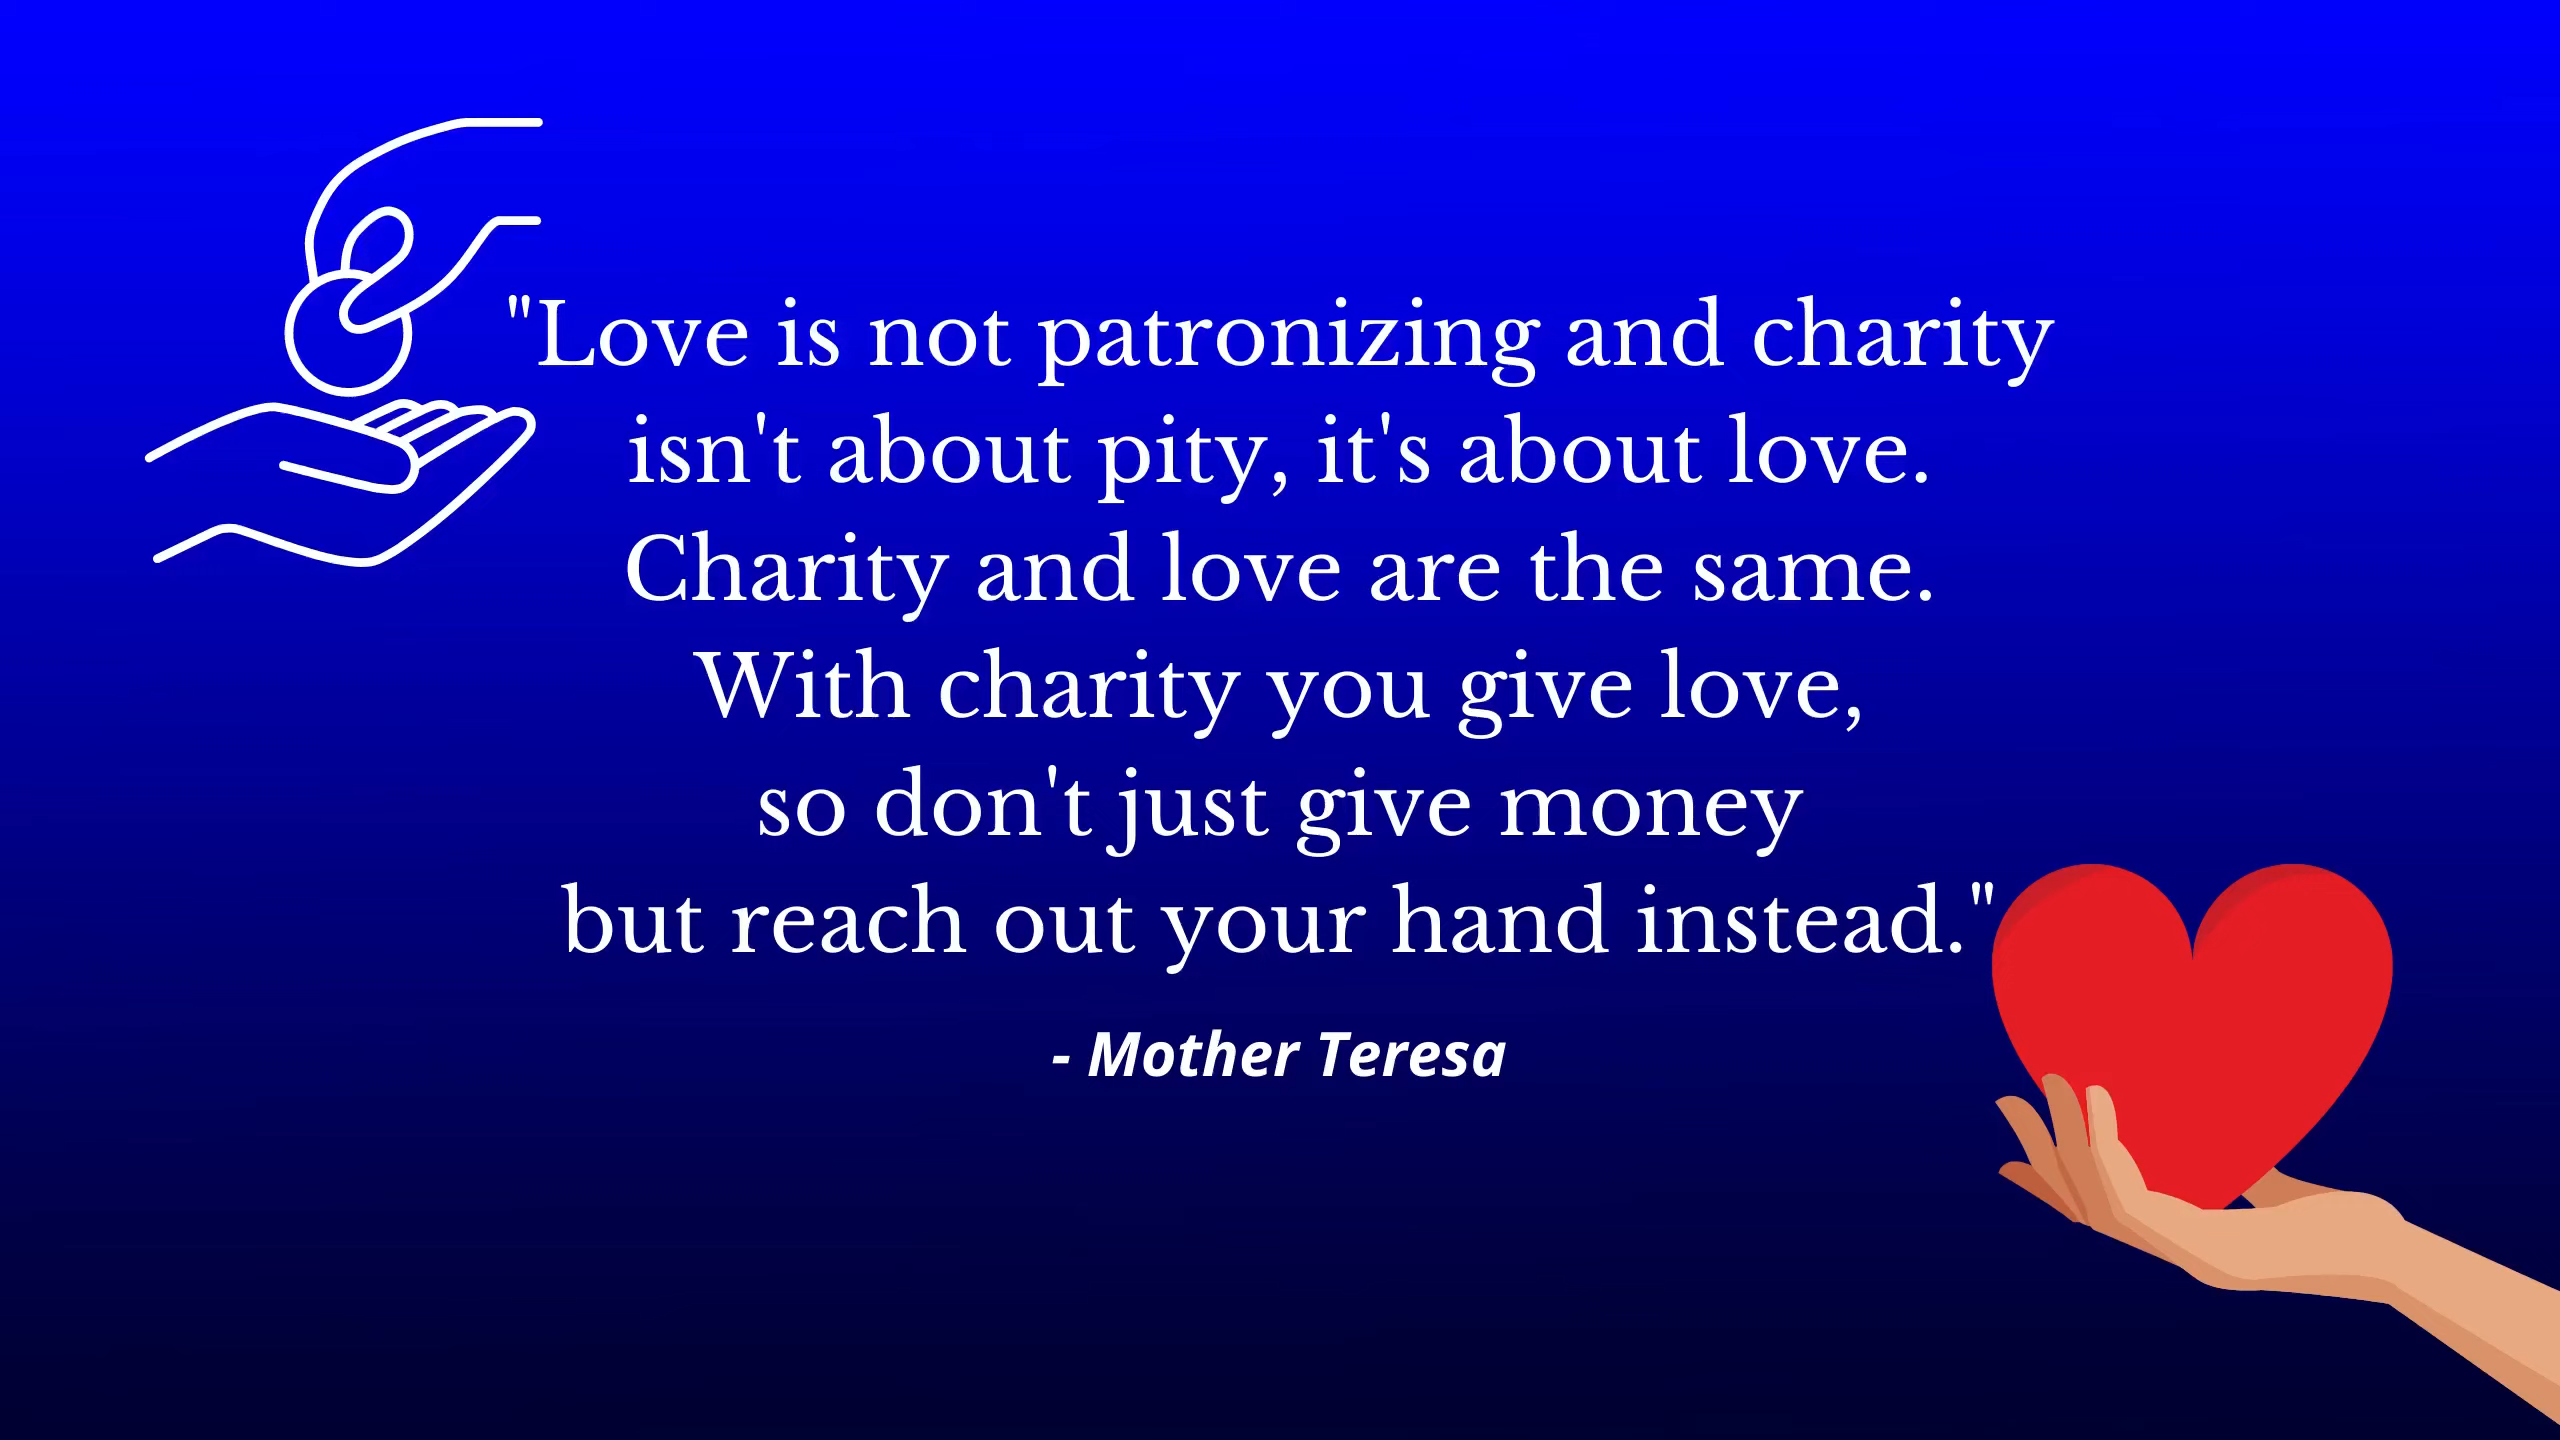 "Love is not patronizing and charity
isn't about pity, it's about love.
Charity and love are the same.
With charity you give love,
so don't just give money
but reach out your hand instead."
- Mother Teresa